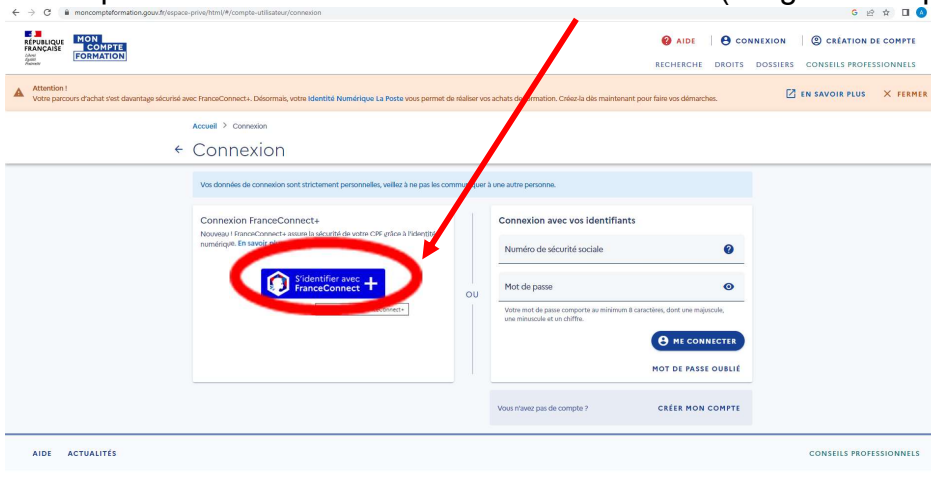 moncompteformation.gouv.fr/espace-prive/html/#/compte-utilisateur/connexion
RÉPUBLIQUE
FRANÇAISE
Liberté
Égalité
Fraternité
MON
COMPTE
FORMATION
AIDE
CONNEXION
CRÉATION DE COMPTE
RECHERCHE DROITS DOSSIERS CONSEILS PROFESSIONNELS
Attention !
Votre parcours d'achat s'est davantage sécurisé avec FranceConnect+. Désormais, votre Identité Numérique La Poste vous permet de réaliser vos achats de formation. Créez-la dès maintenant pour faire vos démarches.
EN SAVOIR PLUS
FERMER
Accueil > Connexion
Connexion
Vos données de connexion sont strictement personnelles, veillez à ne pas les communiquer à une autre personne.
Connexion FranceConnect+
Nouveau ! FranceConnect+ assure la sécurité de votre CPF grâce à l'identité
numérique. En savoir
S'identifier avec
FranceConnect +
OU
Connexion avec vos identifiants
Numéro de sécurité sociale
Mot de passe
Votre mot de passe comporte au minimum 8 caractères, dont une majuscule,
une minuscule et un chiffre.
ME CONNECTER
MOT DE PASSE OUBLIÉ
Vous n'avez pas de compte ?
CRÉER MON COMPTE
AIDE ACTUALITÉS
CONSEILS PROFESSIONNELS